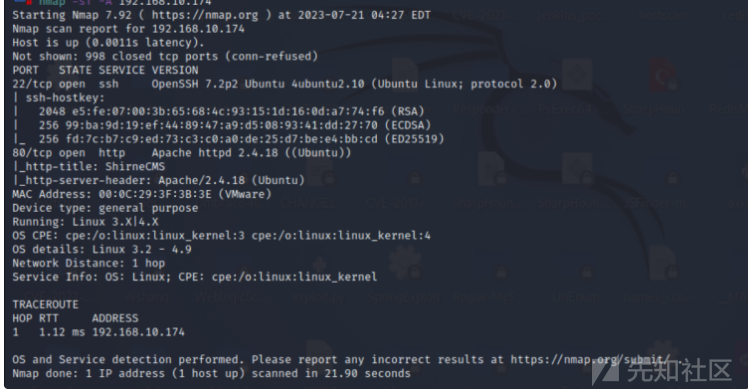 nmap -sT -A 192.168.10.174
Starting Nmap 7.92 ( https://nmap.org ) at 2023-07-21 04:27 EDT
Nmap scan report for 192.168.10.174
Host is up (0.0011s latency).
Not shown: 998 closed tcp ports (conn-refused)
PORT   STATE SERVICE VERSION
22/tcp open  ssh     OpenSSH 7.2p2 Ubuntu 4ubuntu2.10 (Ubuntu Linux; protocol 2.0)
| ssh-hostkey:
|   2048 e5:fe:07:00:3b:65:68:4c:93:15:1d:16:0d:a7:74:f6 (RSA)
|   256 99:ba:9d:19:ef:44:89:47:a9:d5:08:93:41:dd:27:70 (ECDSA)
|_  256 fd:7c:b7:c9:ed:73:c3:c0:a0:de:25:d7:be:e4:bb:cd (ED25519)
80/tcp open  http    Apache httpd 2.4.18 ((Ubuntu))
|_http-title: ShirneCMS
|_http-server-header: Apache/2.4.18 (Ubuntu)
MAC Address: 00:0C:29:3F:3B:3E (VMware)
Device type: general purpose
Running: Linux 3.X|4.X
OS CPE: cpe:/o:linux:linux_kernel:3 cpe:/o:linux:linux_kernel:4
OS details: Linux 3.2 - 4.9
Network Distance: 1 hop
Service Info: OS: Linux; CPE: cpe:/o:linux:linux_kernel
TRACEROUTE
HOP RTT     ADDRESS
1   1.12 ms 192.168.10.174
OS and Service detection performed. Please report any incorrect results at https://nmap.org/submit/ .
Nmap done: 1 IP address (1 host up) scanned in 21.90 seconds
先知社区